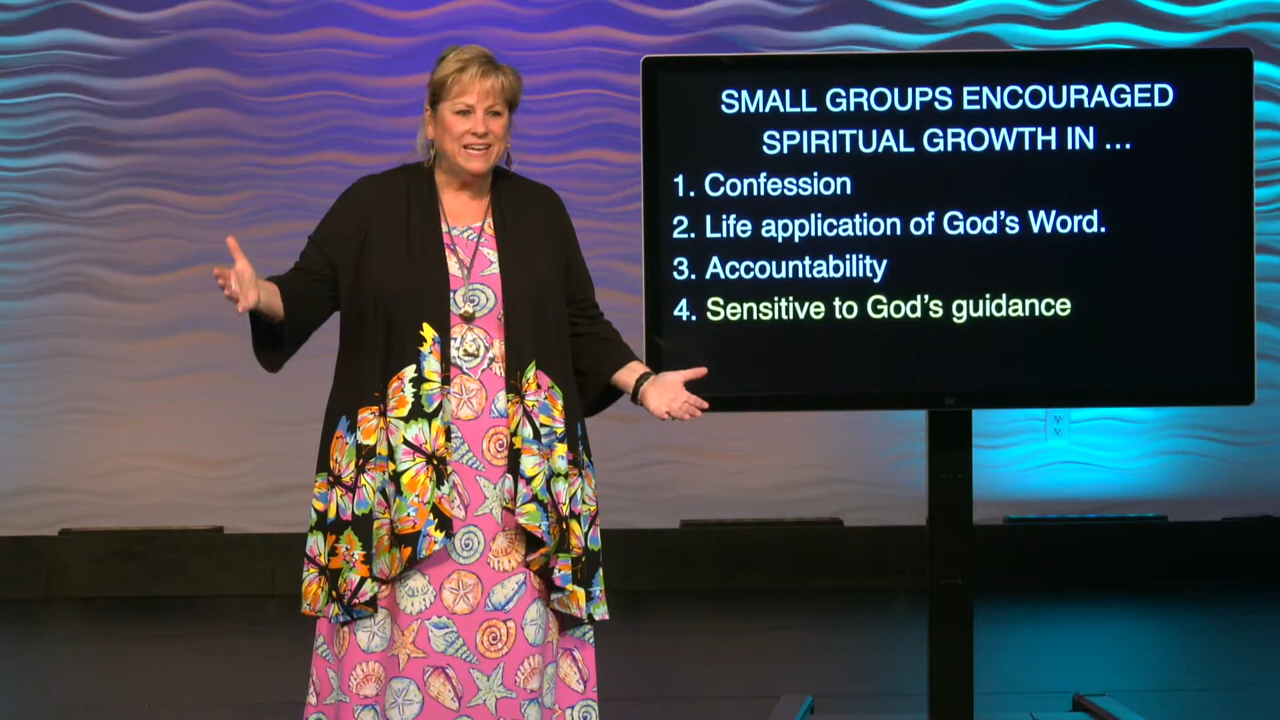 SMALL GROUPS ENCOURAGED
SPIRITUAL GROWTH IN ...
1. Confession
2. Life application of God's Word.
3. Accountability
4. Sensitive to God's guidance